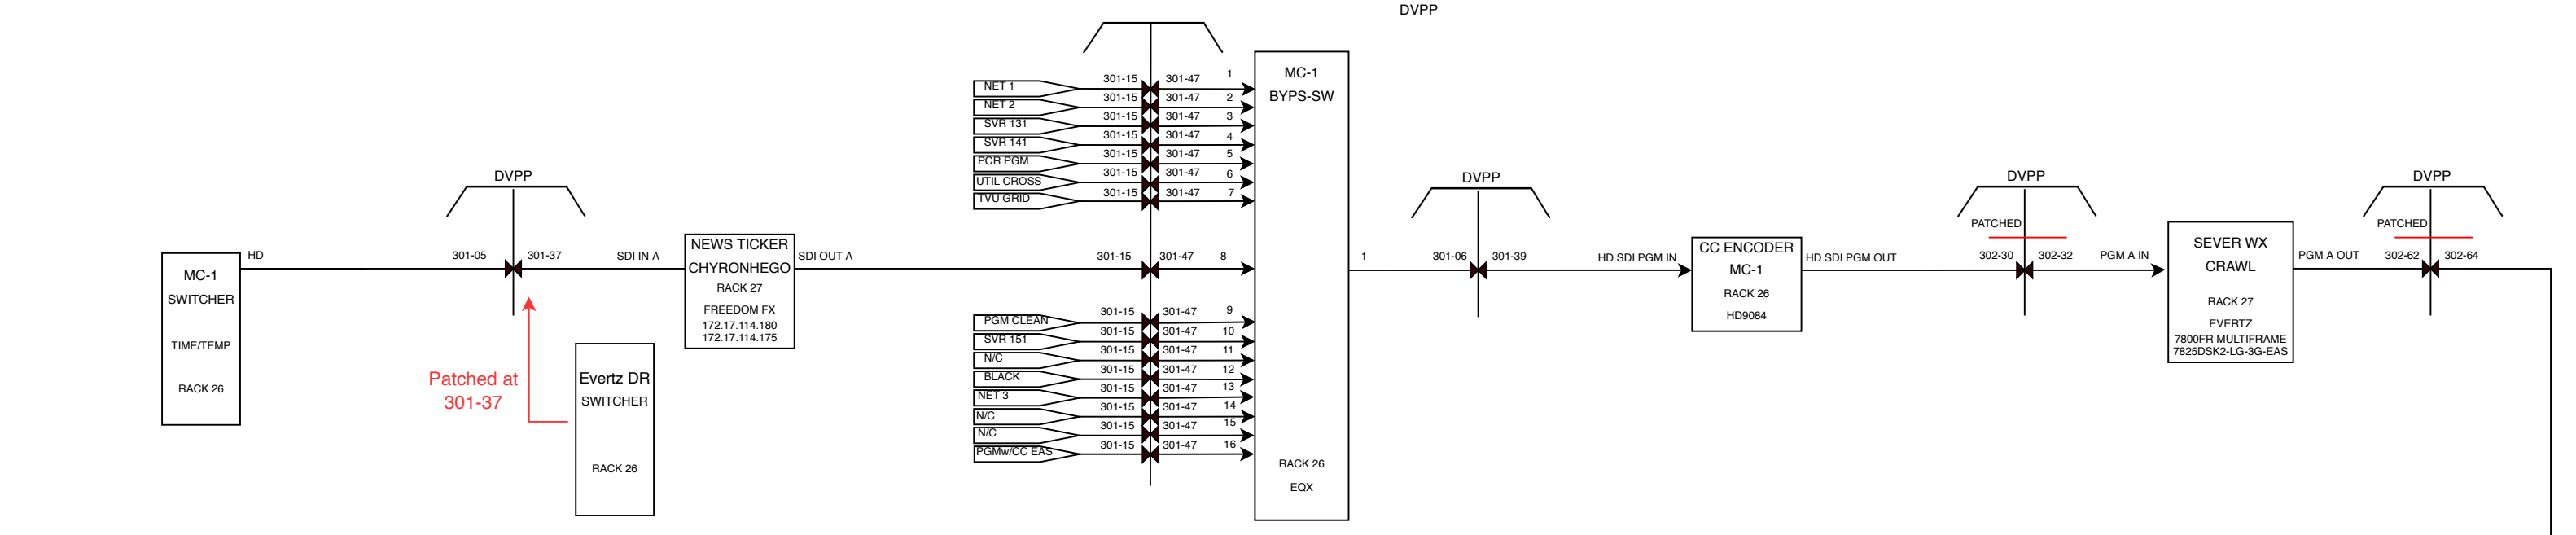 DVPP
MC-1
SWITCHER
TIME/TEMP
RACK 26
HD
DVPP
301-05
301-37
Patched at
301-37
Evertz DR
SWITCHER
RACK 26
SDI IN A
NEWS TICKER
CHYRONHEGO
RACK 27
FREEDOM FX
172.17.114.180
172.17.114.175
SDI OUT A
NET 1 301-15 301-47 1
NET 2 301-15 301-47 2
SVR 131 301-15 301-47 3
SVR 141 301-15 301-47 4
PCR PGM 301-15 301-47 5
UTIL CROSS 301-15 301-47 6
TVU GRID 301-15 301-47 7
301-15 301-47 8
PGM CLEAN 301-15 301-47 9
SVR 151 301-15 301-47 10
N/C 301-15 301-47 11
BLACK 301-15 301-47 12
NET 3 301-15 301-47 13
N/C 301-15 301-47 14
N/C 301-15 301-47 15
PGMw/CC EAS 301-15 301-47 16
MC-1
BYPS-SW
RACK 26
EQX
1
DVPP
301-06
301-39
HD SDI PGM IN
CC ENCODER
MC-1
RACK 26
HD9084
HD SDI PGM OUT
DVPP
PATCHED
302-30
302-32
PGM A IN
SEVER WX
CRAWL
RACK 27
EVERTZ
7800FR MULTIFRAME
7825DSK2-LG-3G-EAS
PGM A OUT
DVPP
PATCHED
302-62
302-64